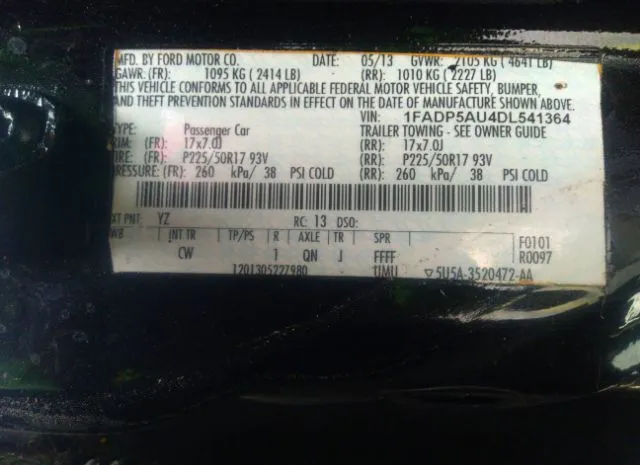 MFD. BY FORD MOTOR CO. DATE: 05/13 GVWR: 2105 KG ( 4641 LB)
GAWR: (FR): 1095 KG ( 2414 LB) (RR): 1010 KG ( 2227 LB)
THIS VEHICLE CONFORMS TO ALL APPLICABLE FEDERAL MOTOR VEHICLE SAFETY, BUMPER,
AND THEFT PREVENTION STANDARDS IN EFFECT ON THE DATE OF MANUFACTURE SHOWN ABOVE.
VIN: 1FADP5AU4DL541364
TYPE: Passenger Car TRAILER TOWING - SEE OWNER GUIDE
RIM: (FR): 17x7.0J (RR): 17x7.0J
TIRE: (FR): P225/50R17 93V (RR): P225/50R17 93V
PRESSURE: (FR): 260 kPa/ 38 PSI COLD (RR): 260 kPa/ 38 PSI COLD
EXT PNT: YZ RC: 13 DSO:
WB INT TR TP/PS R AXLE TR SPR F0101
CW 1 QN J FFFF R0097
1201305227980 UMU ▽5U5A-3520472-AA